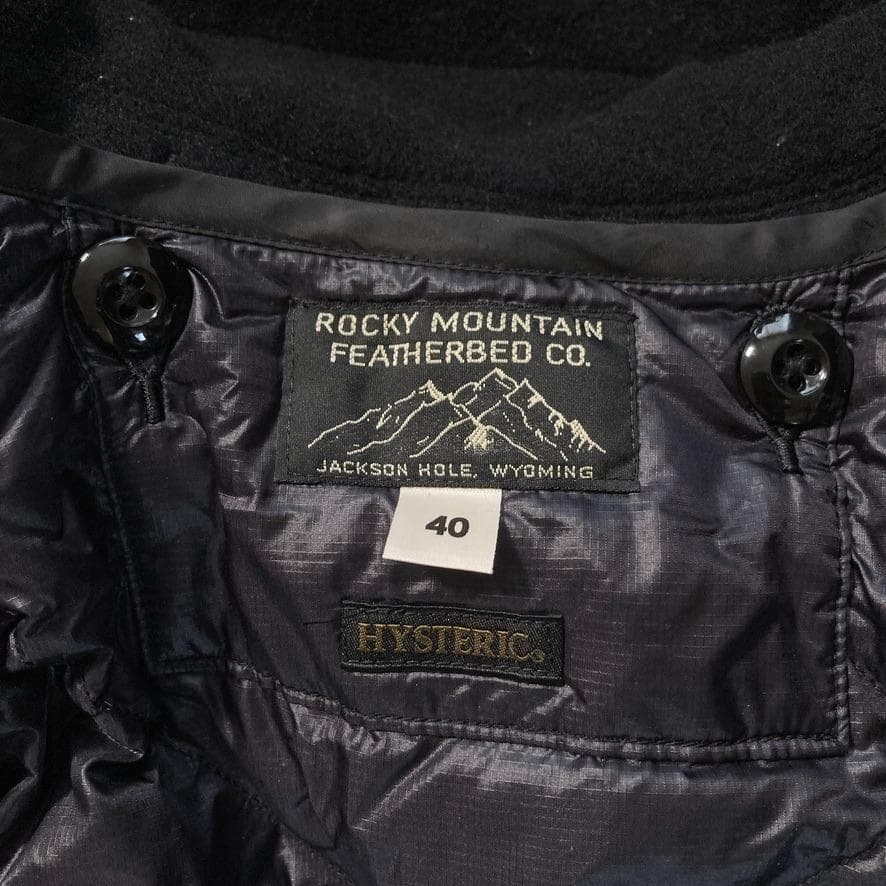 ROCKY MOUNTAIN
FEATHERBED CO.
JACKSON HOLE, WYOMING
40
HYSTERIC.